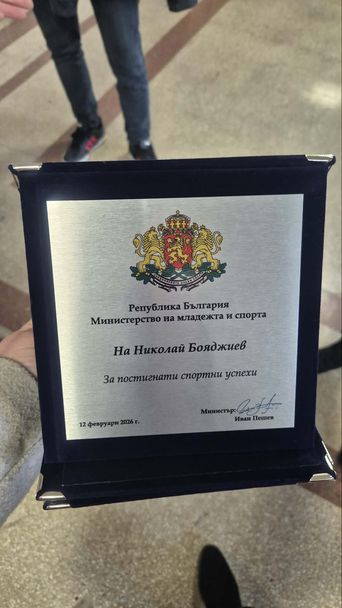 Република България
Министерство на младежта и спорта
На Николай Бояджиев
За постигнати спортни успехи
Министър:
12 февруари 2026 г.
Иван Пешев